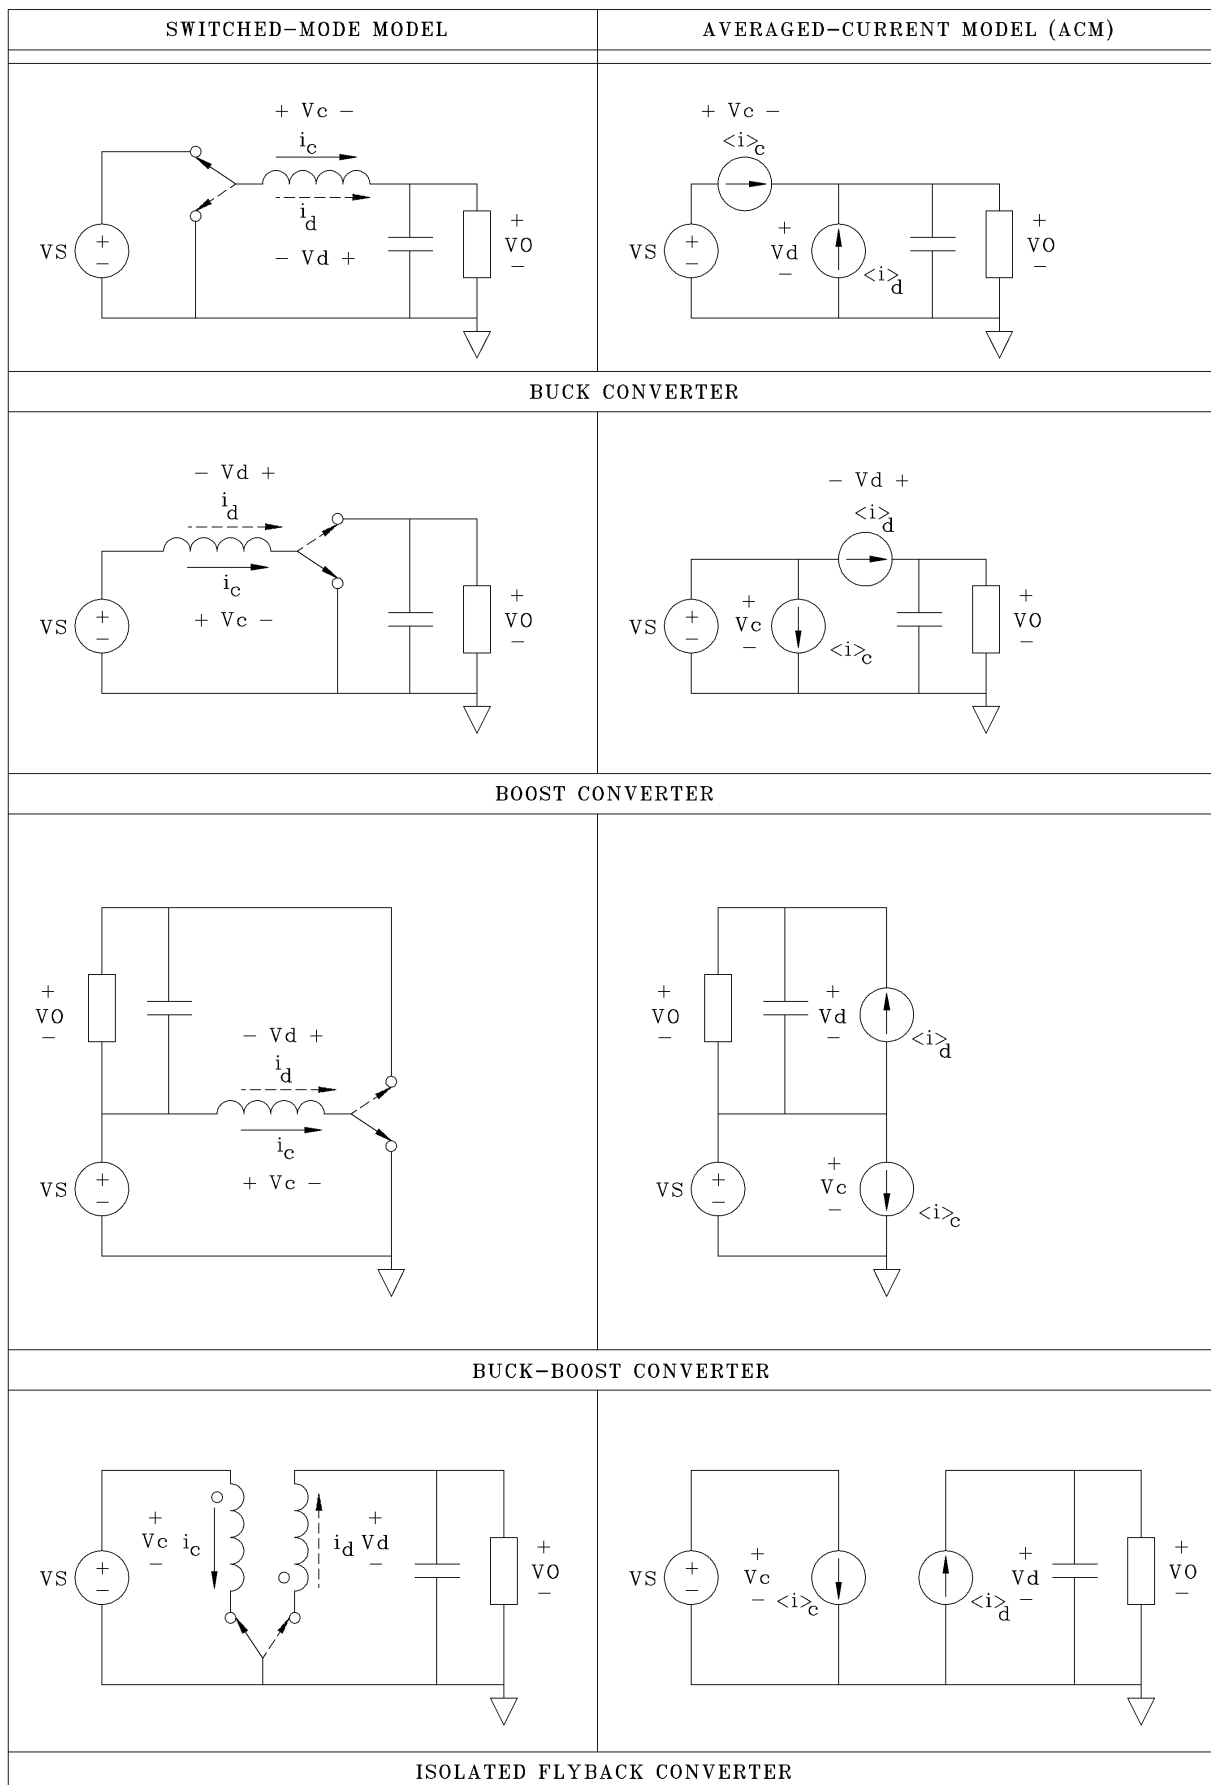 SWITCHED-MODE MODEL
AVERAGED-CURRENT MODEL (ACM)
+ Vc -
i_c
i_d
- Vd +
VS
+
-
+
VO
-
+ Vc -
<i>_c
VS
+
-
+
Vd
-
<i>_d
+
VO
-
BUCK CONVERTER
- Vd +
i_d
i_c
+ Vc -
VS
+
-
+
VO
-
- Vd +
<i>_d
VS
+
-
+
Vc
-
<i>_c
+
VO
-
BOOST CONVERTER
+
VO
-
- Vd +
i_d
i_c
+ Vc -
VS
+
-
+
VO
-
+
Vd
-
<i>_d
VS
+
-
+
Vc
-
<i>_c
BUCK-BOOST CONVERTER
VS
+
-
+
Vc
-
i_c
i_d
+
Vd
-
+
VO
-
VS
+
-
+
Vc
-
<i>_c
<i>_d
+
Vd
-
+
VO
-
ISOLATED FLYBACK CONVERTER